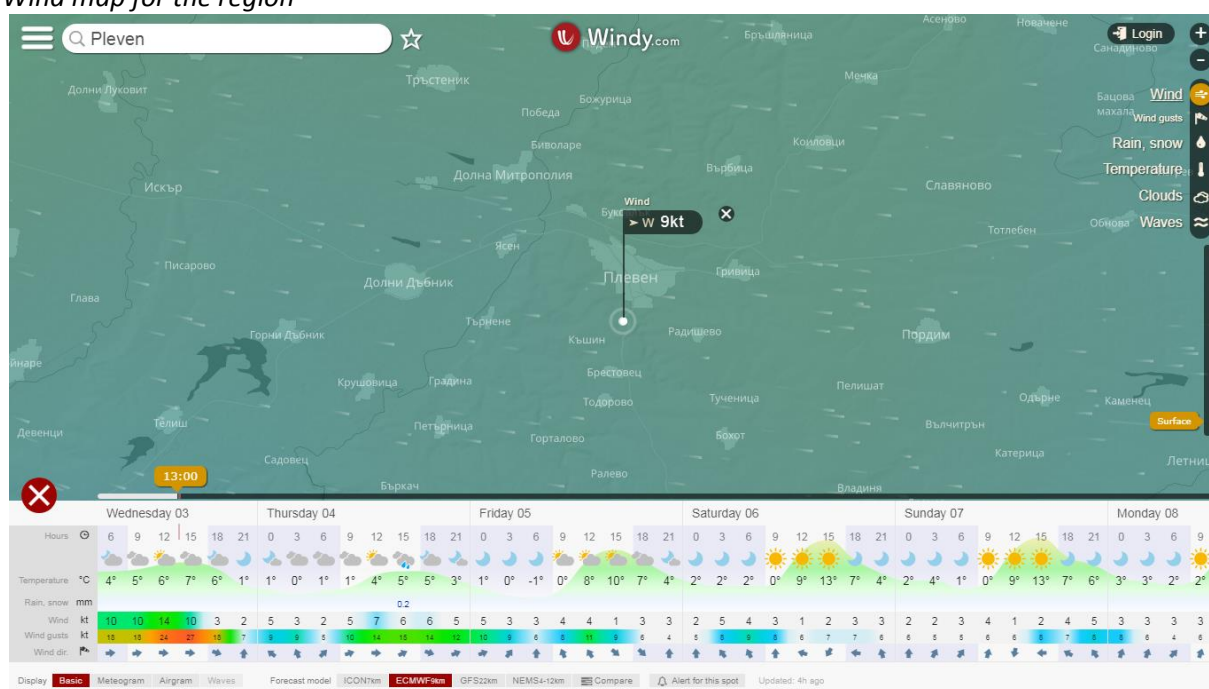 Wind map for the region
Pleven
Windy.com
Login
Асеново
Новачене
Бръшляница
Санадиново
Мечка
Тръстеник
Долни Луковит
Божурица
Победа
Бацова махала
Wind
Wind gusts
Rain, snow
Temperature
Clouds
Waves
Биволаре
Коиловци
Върбица
Долна Митрополия
Искър
Славяново
Wind
W 9kt
Обнова
Тотлебен
Ясен
Писарово
Долни Дъбник
Плевен
Гривица
Глава
Търнене
Радишево
Пордим
Горни Дъбник
Къшин
Брестовец
Крушовица
Градина
Пелишат
Тодорово
Тученица
Одърне
Каменец
Surface
Телиш
Петърница
Девенци
Горталово
Бохот
Вълчитрън
Катерица
Садовец
Ралево
Бъркач
Владиня
13:00
Wednesday 03 Thursday 04 Friday 05 Saturday 06 Sunday 07 Monday 08
Hours 6 9 12 15 18 21 0 3 6 9 12 15 18 21 0 3 6 9 12 15 18 21 0 3 6 9 12 15 18 21 0 3 6 9 12 15 18 21 0 3 6 9
Temperature °C 4° 5° 6° 7° 6° 1° 1° 0° 1° 1° 4° 5° 5° 3° 1° 0° -1° 0° 8° 10° 7° 4° 2° 2° 2° 0° 9° 13° 7° 4° 2° 4° 1° 0° 9° 13° 7° 6° 3° 3° 2° 2°
Rain, snow mm 0.2
Wind kt 10 10 14 10 3 2 5 3 2 5 7 6 6 5 5 3 3 4 4 1 3 3 2 5 4 3 1 2 3 3 2 2 3 4 1 2 4 5 3 3 3 3
Wind gusts kt
Wind dir.
Display Basic Meteogram Airgram Waves Forecast model ICON7km ECMWF9km GFS22km NEMS4-12km Compare Alert for this spot Updated: 4h ago